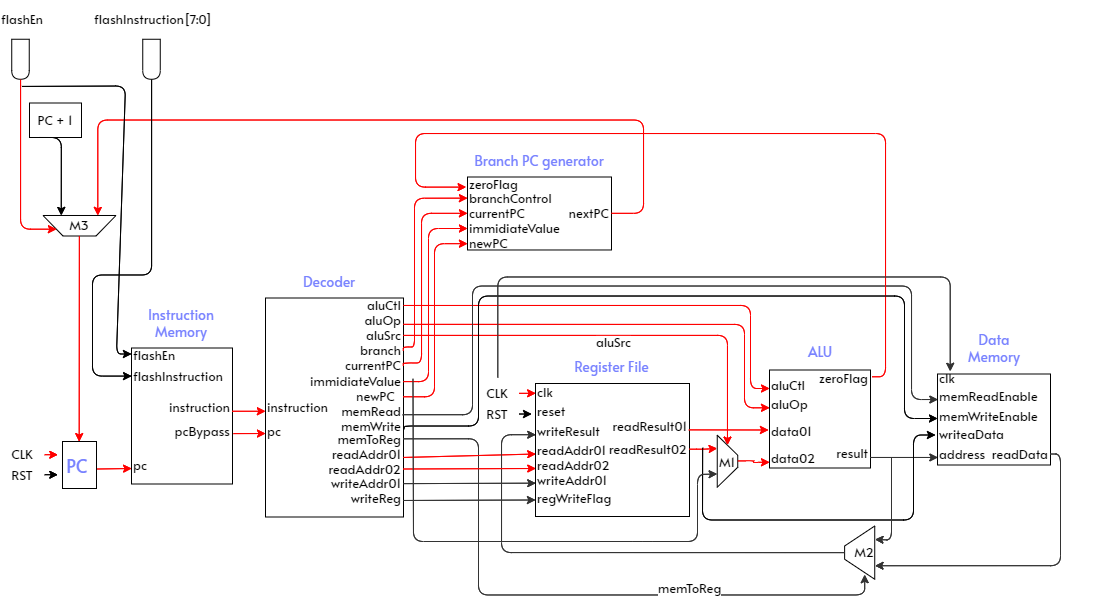 flashEn
flashInstruction [7:0]
PC + 1
M3
Branch PC generator
zeroFlag
branchControl
currentPC
nextPC
immidiateValue
newPC
Decoder
aluCtl
aluOp
aluSrc
branch
currentPC
immidiateValue
newPC
instruction
memRead
memWrite
pc
memToReg
readAddr01
readAddr02
writeAddr01
writeReg
Instruction
Memory
flashEn
flashInstruction
instruction
pcBypass
pc
CLK
RST
PC
aluSrc
Register File
CLK
clk
RST
reset
writeResult
readResult01
readAddr01
readResult02
readAddr02
writeAddr01
regWriteFlag
M1
ALU
zeroFlag
aluCtl
aluOp
data01
result
data02
Data
Memory
clk
memReadEnable
memWriteEnable
writeaData
address
readData
M2
memToReg